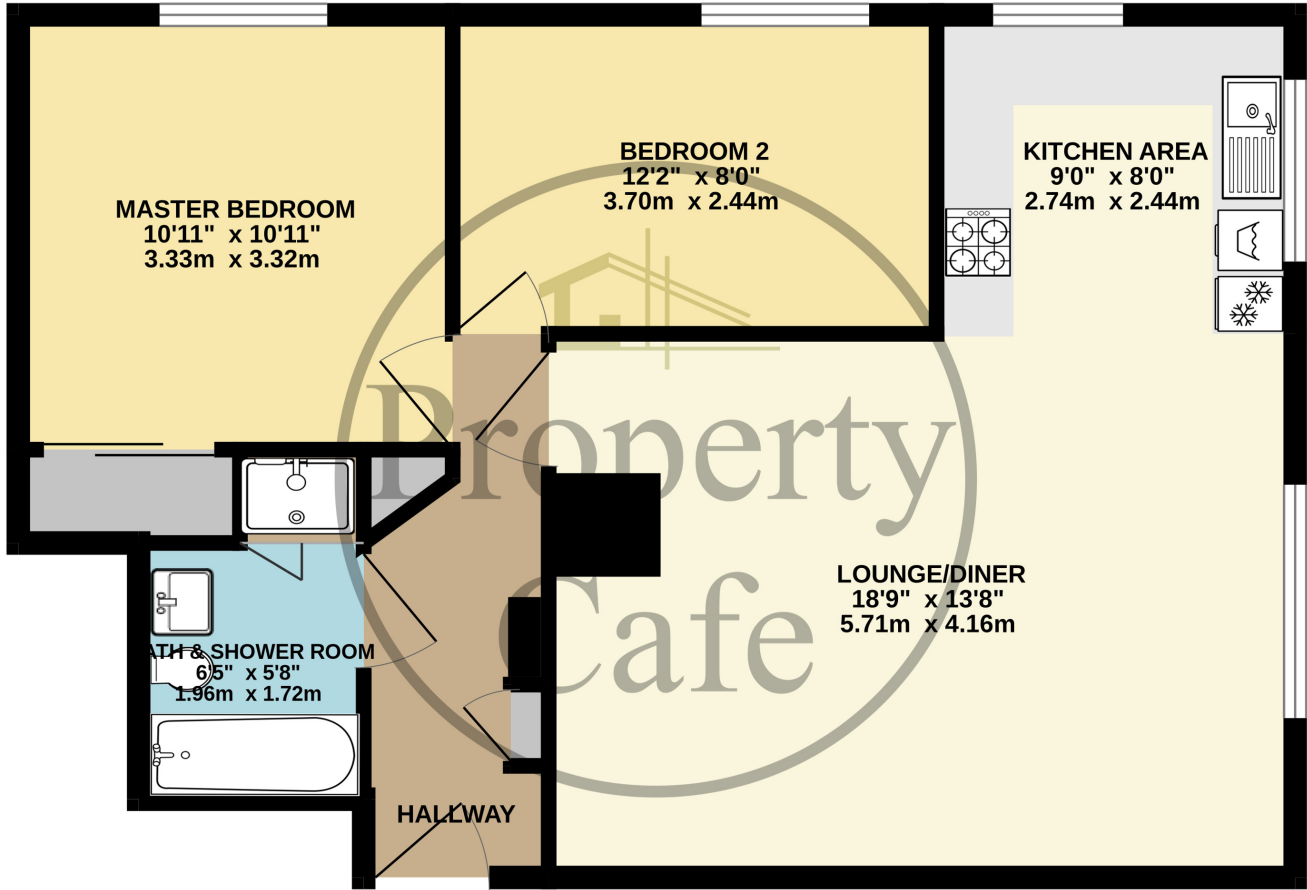 MASTER BEDROOM
10'11" x 10'11"
3.33m x 3.32m
BEDROOM 2
12'2" x 8'0"
3.70m x 2.44m
KITCHEN AREA
9'0" x 8'0"
2.74m x 2.44m
Property
Cafe
LOUNGE/DINER
18'9" x 13'8"
5.71m x 4.16m
ATH & SHOWER ROOM
6'5" x 5'8"
1.96m x 1.72m
HALLWAY